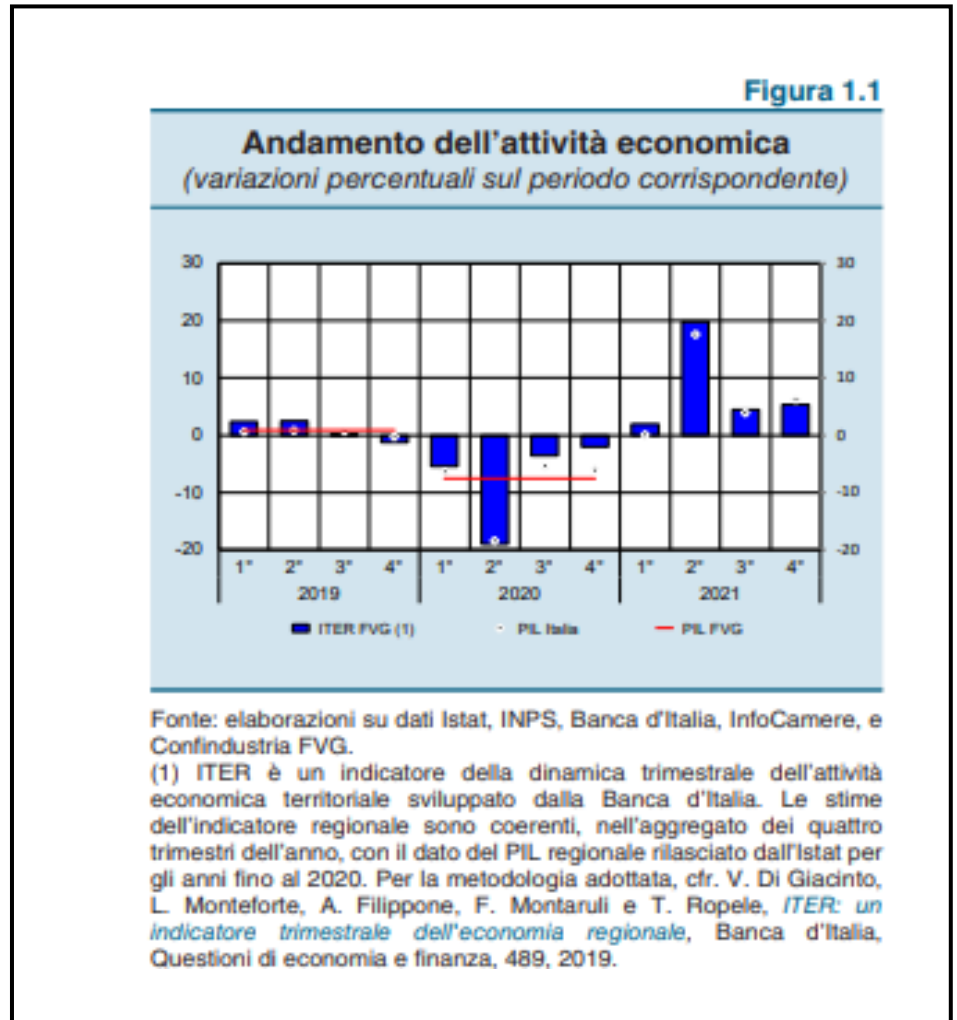 Figura 1.1
Andamento dell'attività economica
(variazioni percentuali sul periodo corrispondente)
30 30
20 20
10 10
0 0
-10 -10
-20 -20
1° 2° 3° 4° 1° 2° 3° 4° 1° 2° 3° 4°
2019 2020 2021
ITER FVG (1) PIL Italia PIL FVG
Fonte: elaborazioni su dati Istat, INPS, Banca d'Italia, InfoCamere, e
Confindustria FVG.
(1) ITER è un indicatore della dinamica trimestrale dell'attività
economica territoriale sviluppato dalla Banca d'Italia. Le stime
dell'indicatore regionale sono coerenti, nell'aggregato dei quattro
trimestri dell'anno, con il dato del PIL regionale rilasciato dall'Istat per
gli anni fino al 2020. Per la metodologia adottata, cfr. V. Di Giacinto,
L. Monteforte, A. Filippone, F. Montaruli e T. Ropele, ITER: un
indicatore trimestrale dell'economia regionale, Banca d'Italia,
Questioni di economia e finanza, 489, 2019.